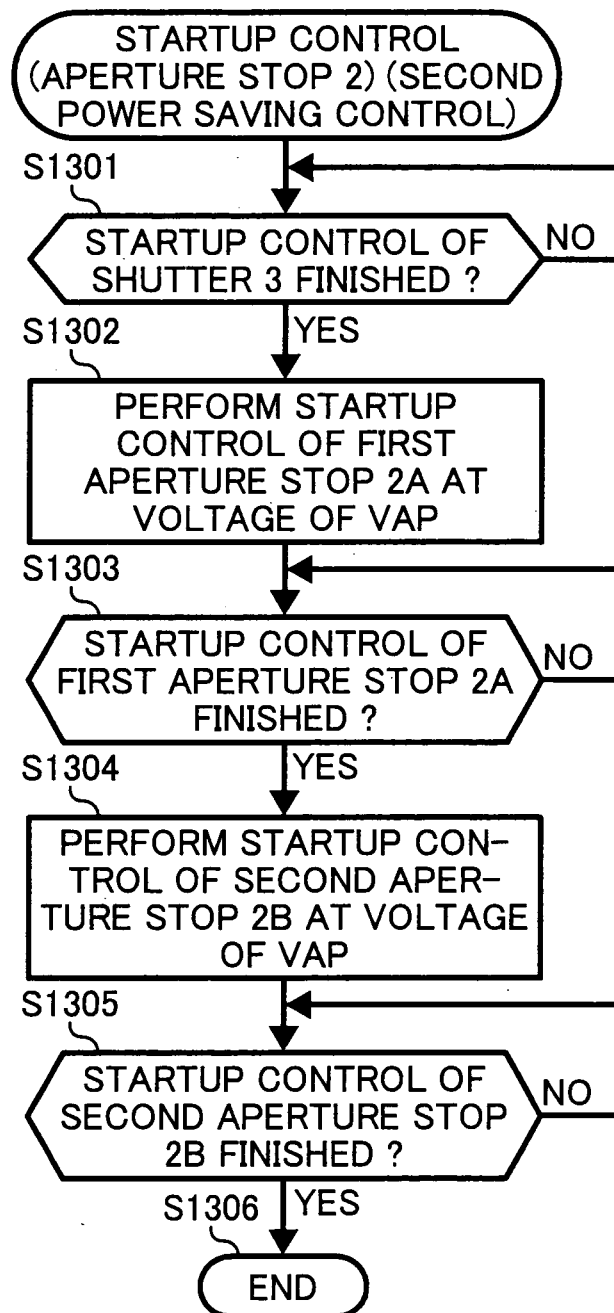 STARTUP CONTROL
(APERTURE STOP 2) (SECOND
POWER SAVING CONTROL)
S1301
STARTUP CONTROL OF
SHUTTER 3 FINISHED ?
NO
YES
S1302
PERFORM STARTUP
CONTROL OF FIRST
APERTURE STOP 2A AT
VOLTAGE OF VAP
S1303
STARTUP CONTROL OF
FIRST APERTURE STOP 2A
FINISHED ?
NO
YES
S1304
PERFORM STARTUP CON-
TROL OF SECOND APER-
TURE STOP 2B AT VOLTAGE
OF VAP
S1305
STARTUP CONTROL OF
SECOND APERTURE STOP
2B FINISHED ?
NO
YES
S1306
END